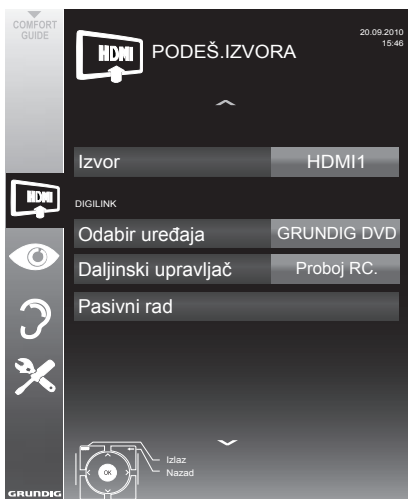 COMFORT
GUIDE
HDMI
PODEŠ.IZVORA
20.09.2010
15:46
Izvor
HDMI1
HDMI
DIGILINK
Odabir uređaja
GRUNDIG DVD
Daljinski upravljač
Proboj RC.
Pasivni rad
Izlaz
OK
Nazad
GRUNDIG